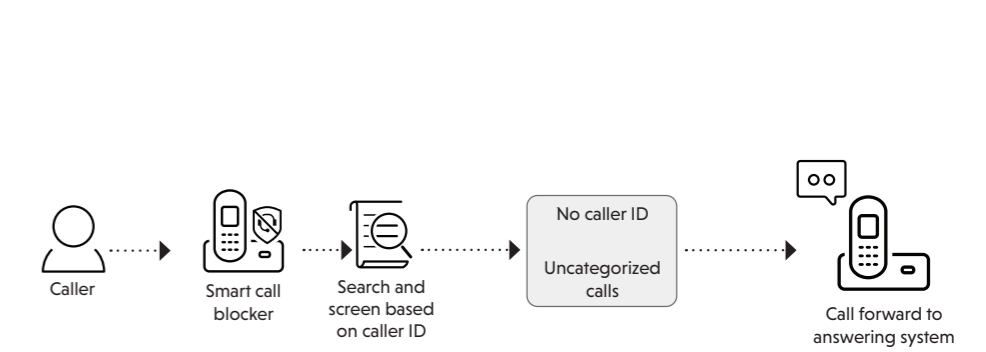 Caller
Smart call
blocker
Search and
screen based
on caller ID
No caller ID
Uncategorized
calls
Call forward to
answering system